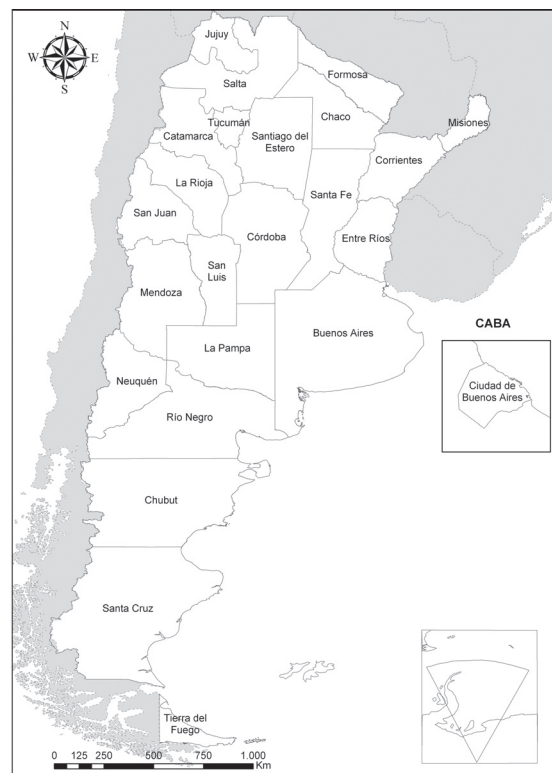 N
W E
S
Jujuy
Salta
Formosa
Chaco
Misiones
Tucumán
Catamarca
Santiago del
Estero
Corrientes
La Rioja
Santa Fe
San Juan
Córdoba
Entre Ríos
San
Luis
Mendoza
Buenos Aires
La Pampa
CABA
Ciudad de
Buenos Aires
Neuquén
Río Negro
Chubut
Santa Cruz
Tierra del
Fuego
0 125 250 500 750 1.000
Km